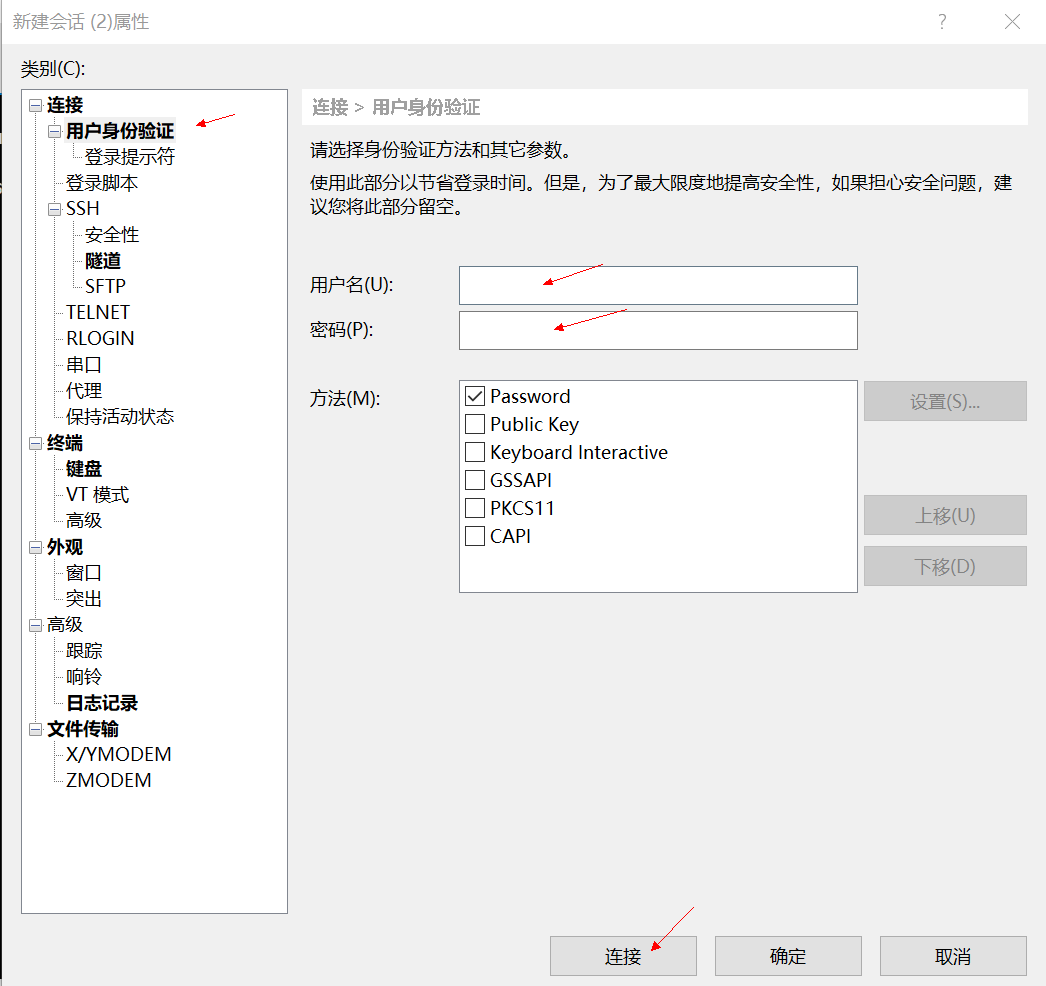 新建会话 (2)属性
?
类别(C):
连接
用户身份验证
登录提示符
登录脚本
SSH
安全性
隧道
SFTP
TELNET
RLOGIN
串口
代理
保持活动状态
终端
键盘
VT 模式
高级
外观
窗口
突出
高级
跟踪
响铃
日志记录
文件传输
X/YMODEM
ZMODEM
连接 > 用户身份验证
请选择身份验证方法和其它参数。
使用此部分以节省登录时间。但是，为了最大限度地提高安全性，如果担心安全问题，建
议您将此部分留空。
用户名(U):
密码(P):
方法(M):
Password
Public Key
Keyboard Interactive
GSSAPI
PKCS11
CAPI
设置(S)...
上移(U)
下移(D)
连接
确定
取消